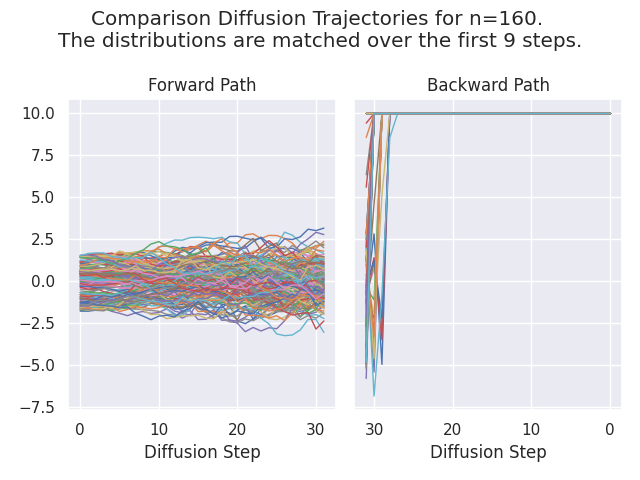 Comparison Diffusion Trajectories for n=160.
The distributions are matched over the first 9 steps.
Forward Path
Backward Path
10.0
7.5
5.0
2.5
0.0
−2.5
−5.0
−7.5
0 10 20 30
30 20 10 0
Diffusion Step
Diffusion Step